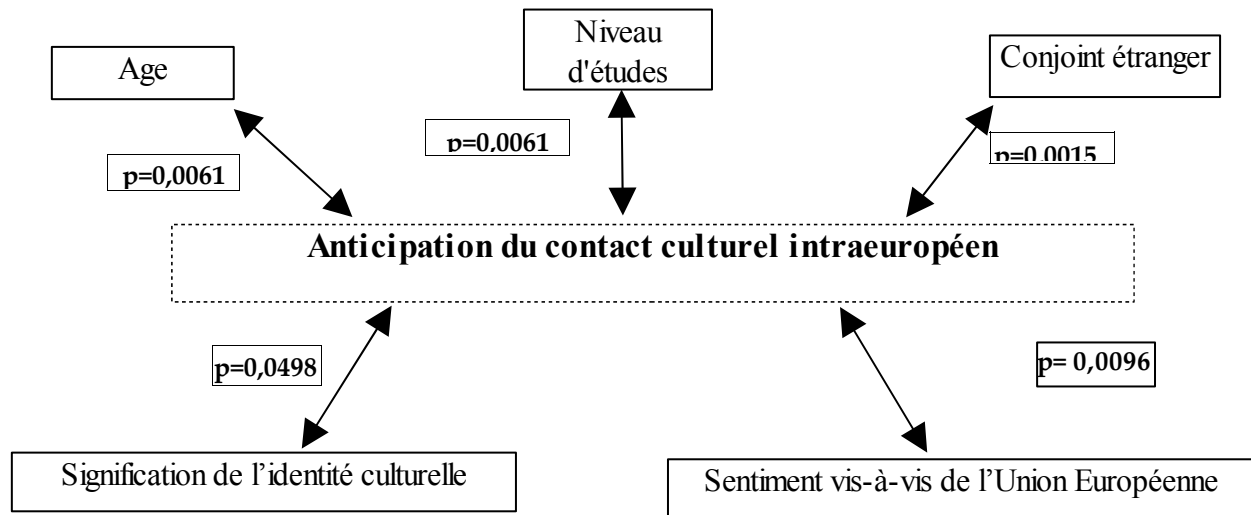 Age
Niveau
d'études
Conjoint étranger
p=0,0061
p=0,0061
p=0,0015
Anticipation du contact culturel intraeuropéen
p=0,0498
p= 0,0096
Signification de l’identité culturelle
Sentiment vis-à-vis de l’Union Européenne